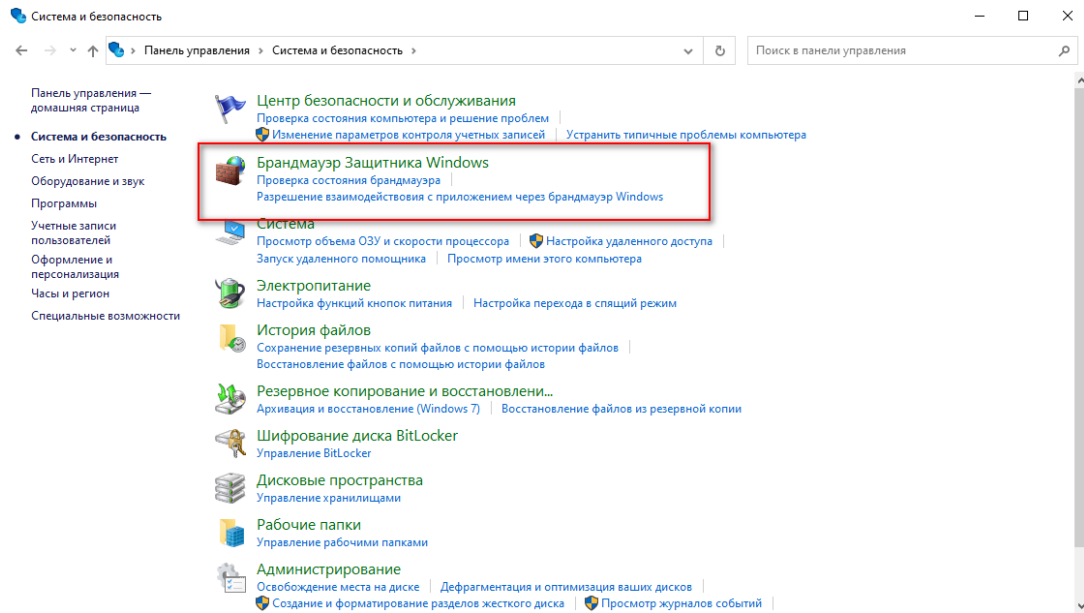 Система и безопасность
Панель управления › Система и безопасность ›
Поиск в панели управления
Панель управления —
домашняя страница
Система и безопасность
Сеть и Интернет
Оборудование и звук
Программы
Учетные записи
пользователей
Оформление и
персонализация
Часы и регион
Специальные возможности
Центр безопасности и обслуживания
Проверка состояния компьютера и решение проблем
Изменение параметров контроля учетных записей
Устранить типичные проблемы компьютера
Брандмауэр Защитника Windows
Проверка состояния брандмауэра
Разрешение взаимодействия с приложением через брандмауэр Windows
Система
Просмотр объема ОЗУ и скорости процессора
Настройка удаленного доступа
Запуск удаленного помощника
Просмотр имени этого компьютера
Электропитание
Настройка функций кнопок питания
Настройка перехода в спящий режим
История файлов
Сохранение резервных копий файлов с помощью истории файлов
Восстановление файлов с помощью истории файлов
Резервное копирование и восстановлени...
Архивация и восстановление (Windows 7)
Восстановление файлов из резервной копии
Шифрование диска BitLocker
Управление BitLocker
Дисковые пространства
Управление хранилищами
Рабочие папки
Управление рабочими папками
Администрирование
Освобождение места на диске
Дефрагментация и оптимизация ваших дисков
Создание и форматирование разделов жесткого диска
Просмотр журналов событий